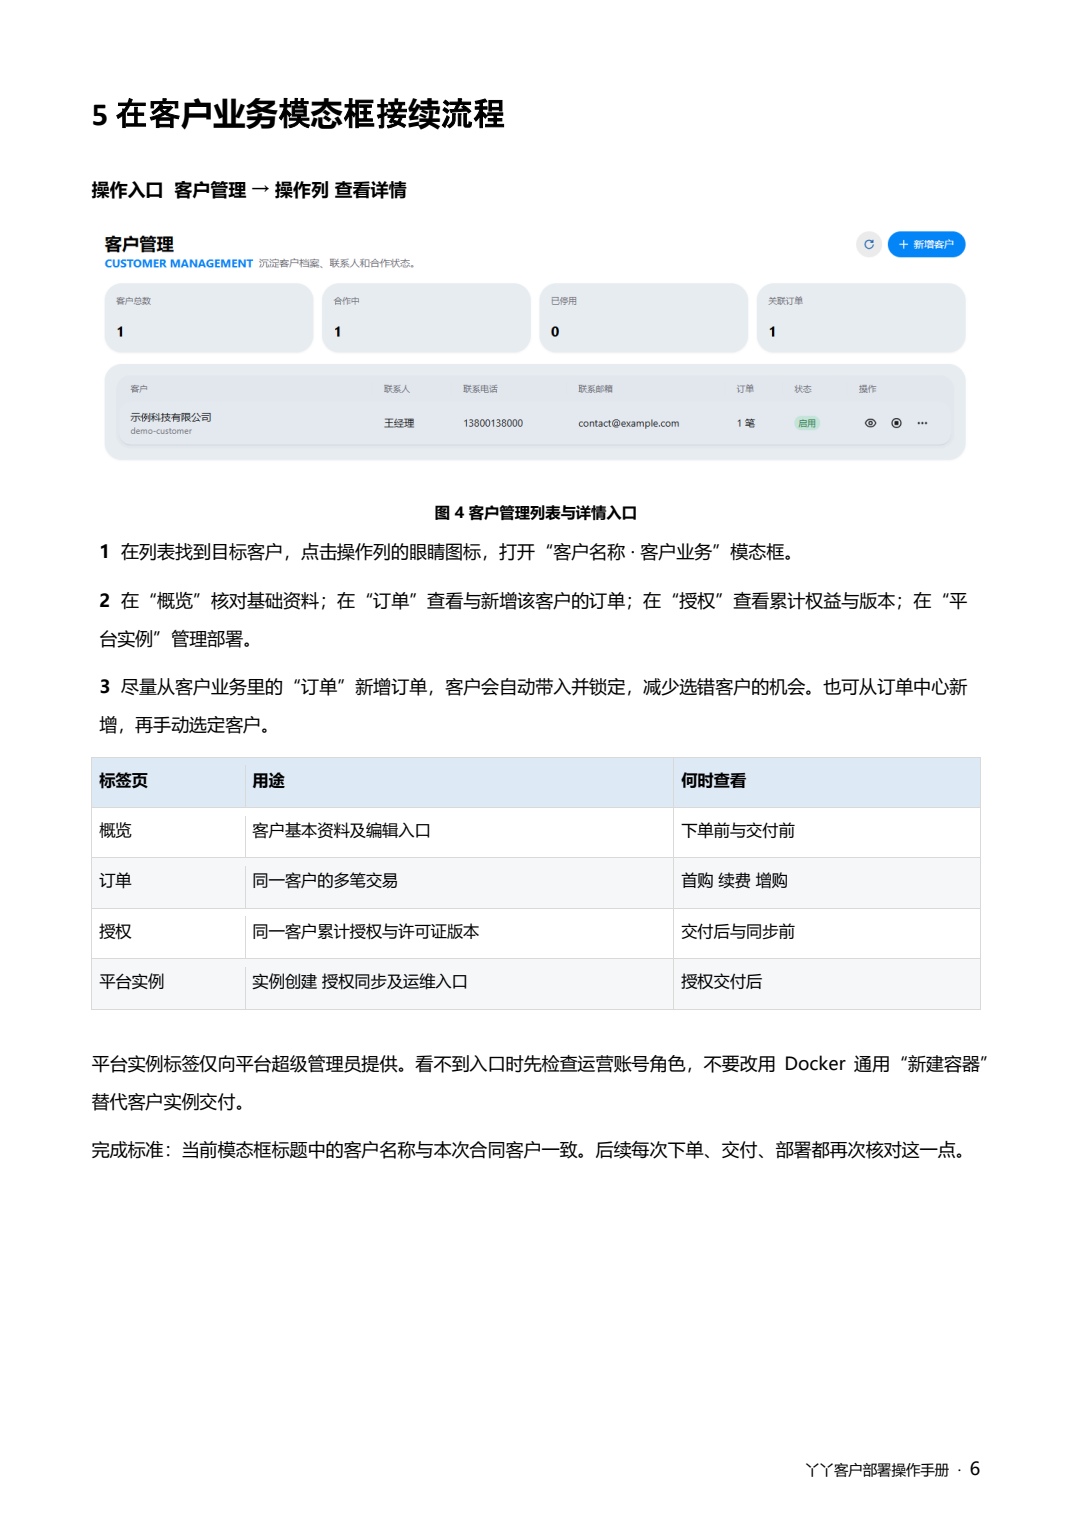 5 在客户业务模态框接续流程
操作入口 客户管理 → 操作列 查看详情
客户管理
CUSTOMER MANAGEMENT 沉淀客户档案、联系人和合作状态。
+ 新增客户
客户总数 合作中 已停用 关联订单
1 1 0 1
客户 联系人 联系电话 联系邮箱 订单 状态 操作
示例科技有限公司 王经理 13800138000 contact@example.com 1 笔 启用
demo-customer
图 4 客户管理列表与详情入口
1 在列表找到目标客户，点击操作列的眼睛图标，打开“客户名称 · 客户业务”模态框。
2 在“概览”核对基础资料；在“订单”查看与新增该客户的订单；在“授权”查看累计权益与版本；在“平
台实例”管理部署。
3 尽量从客户业务里的“订单”新增订单，客户会自动带入并锁定，减少选错客户的机会。也可从订单中心新
增，再手动选定客户。
标签页 用途 何时查看
概览 客户基本资料及编辑入口 下单前与交付前
订单 同一客户的多笔交易 首购 续费 增购
授权 同一客户累计授权与许可证版本 交付后与同步前
平台实例 实例创建 授权同步及运维入口 授权交付后
平台实例标签仅向平台超级管理员提供。看不到入口时先检查运营账号角色，不要改用 Docker 通用“新建容器”
替代客户实例交付。
完成标准：当前模态框标题中的客户名称与本次合同客户一致。后续每次下单、交付、部署都再次核对这一点。
丫丫客户部署操作手册 · 6